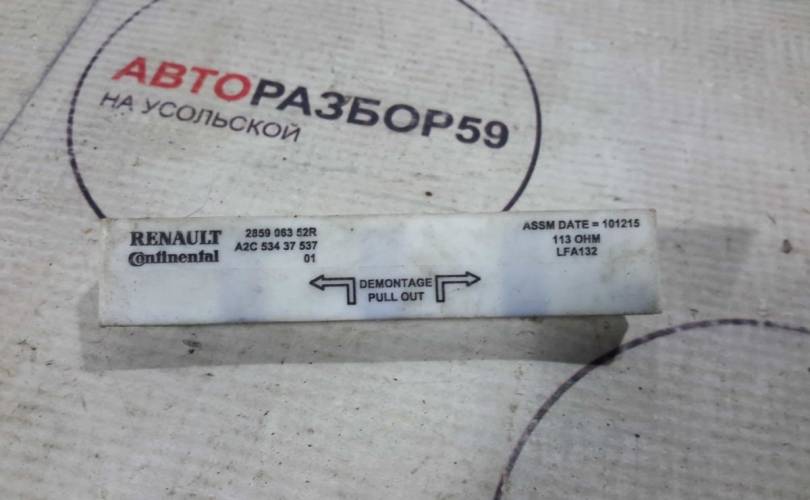 АВТОРАЗБОР59
НА УСОЛЬСКОЙ
RENAULT
Continental
2859 063 52R
A2C 534 37 537
01
DEMONTAGE
PULL OUT
ASSM DATE = 101215
113 OHM
LFA132